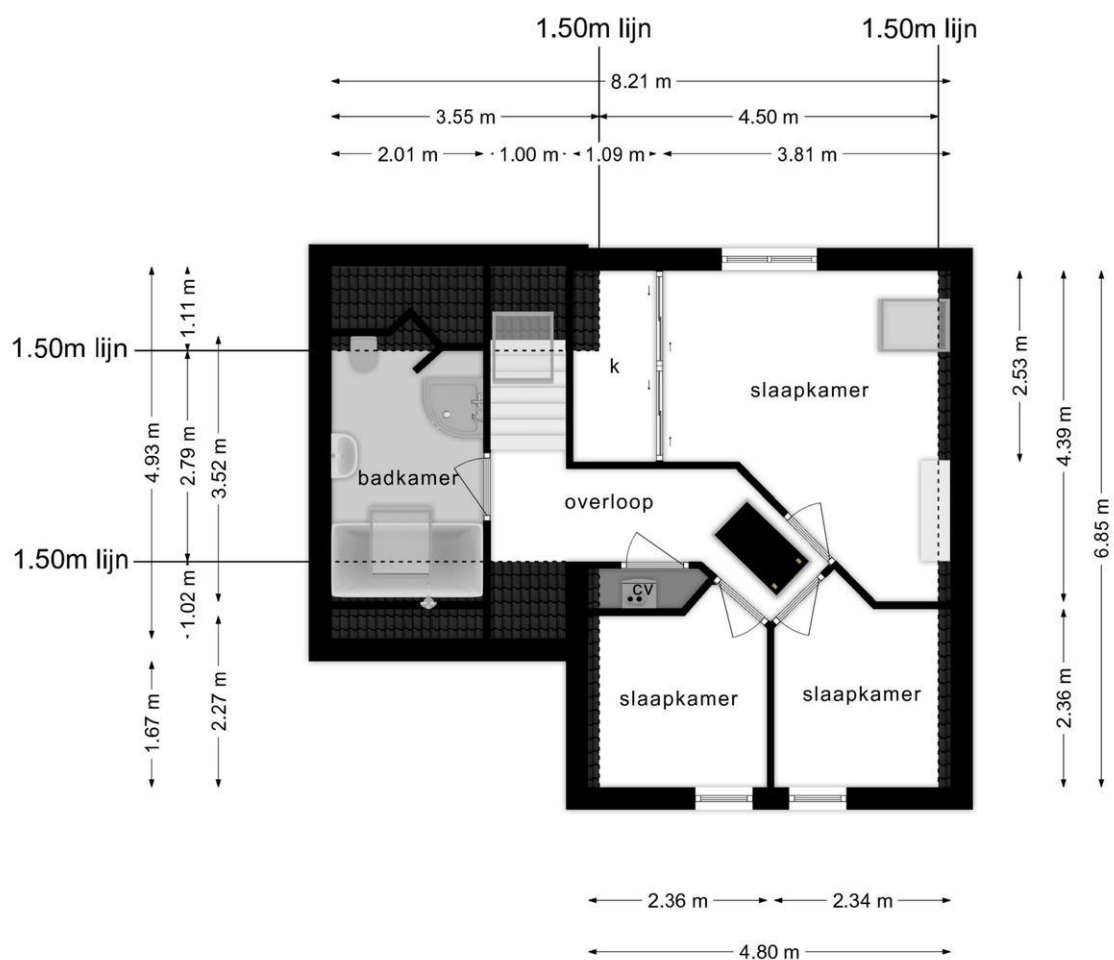 1.50m lijn 1.50m lijn
8.21 m
3.55 m 4.50 m
2.01 m 1.00 m 1.09 m 3.81 m
1.11 m
1.50m lijn
k
slaapkamer
2.53 m
4.93 m
2.79 m
3.52 m
badkamer
overloop
4.39 m
6.85 m
1.50m lijn
cv
1.02 m
slaapkamer
slaapkamer
1.67 m
2.27 m
2.36 m
2.36 m 2.34 m
4.80 m